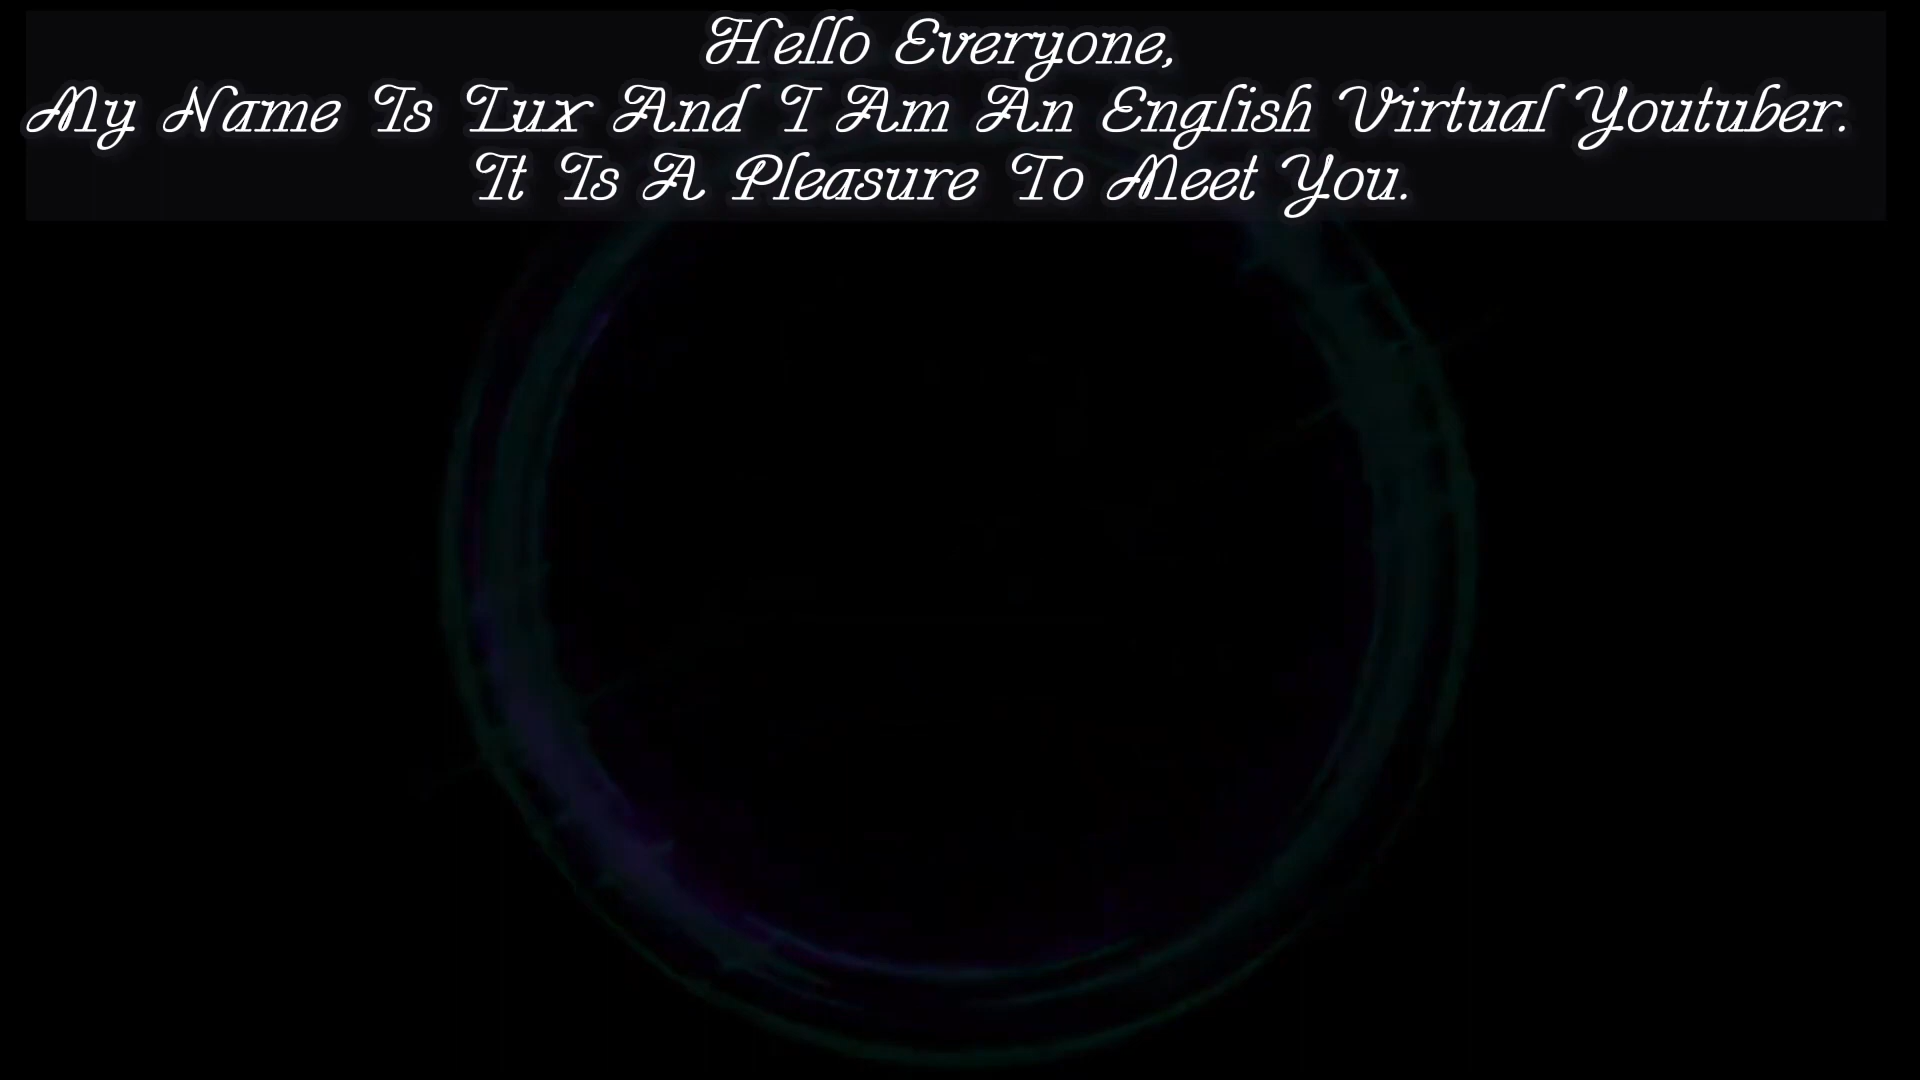 Hello Everyone,
My Name Is Lux And I Am An English Virtual Youtuber.
It Is A Pleasure To Meet You.